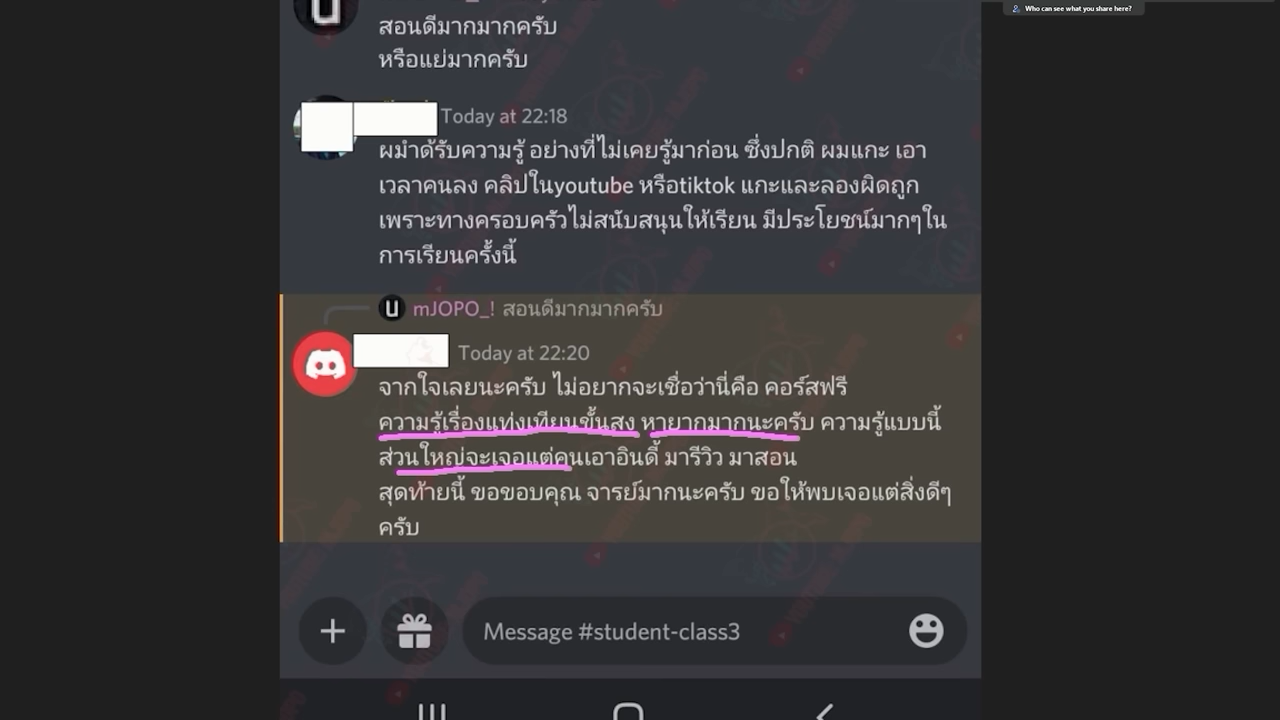 Who can see what you share here?
สอนดีมากมากครับ
หรือแย่มากครับ
Today at 22:18
ผมำด้รับความรู้ อย่างที่ไม่เคยรู้มาก่อน ซึ่งปกติ ผมแกะ เอา
เวลาคนลง คลิปในyoutube หรือtiktok แกะและลองผิดถูก
เพราะทางครอบครัวไม่สนับสนุนให้เรียน มีประโยชน์มากๆใน
การเรียนครั้งนี้
mJOPO_! สอนดีมากมากครับ
Today at 22:20
จากใจเลยนะครับ ไม่อยากจะเชื่อว่านี่คือ คอร์สฟรี
ความรู้เรื่องแท่งเทียนขั้นสูง หายากมากนะครับ ความรู้แบบนี้
ส่วนใหญ่จะเจอแต่คนเอาอินดี้ มารีวิว มาสอน
สุดท้ายนี้ ขอขอบคุณ จารย์มากนะครับ ขอให้พบเจอแต่สิ่งดีๆ
ครับ
Message #student-class3